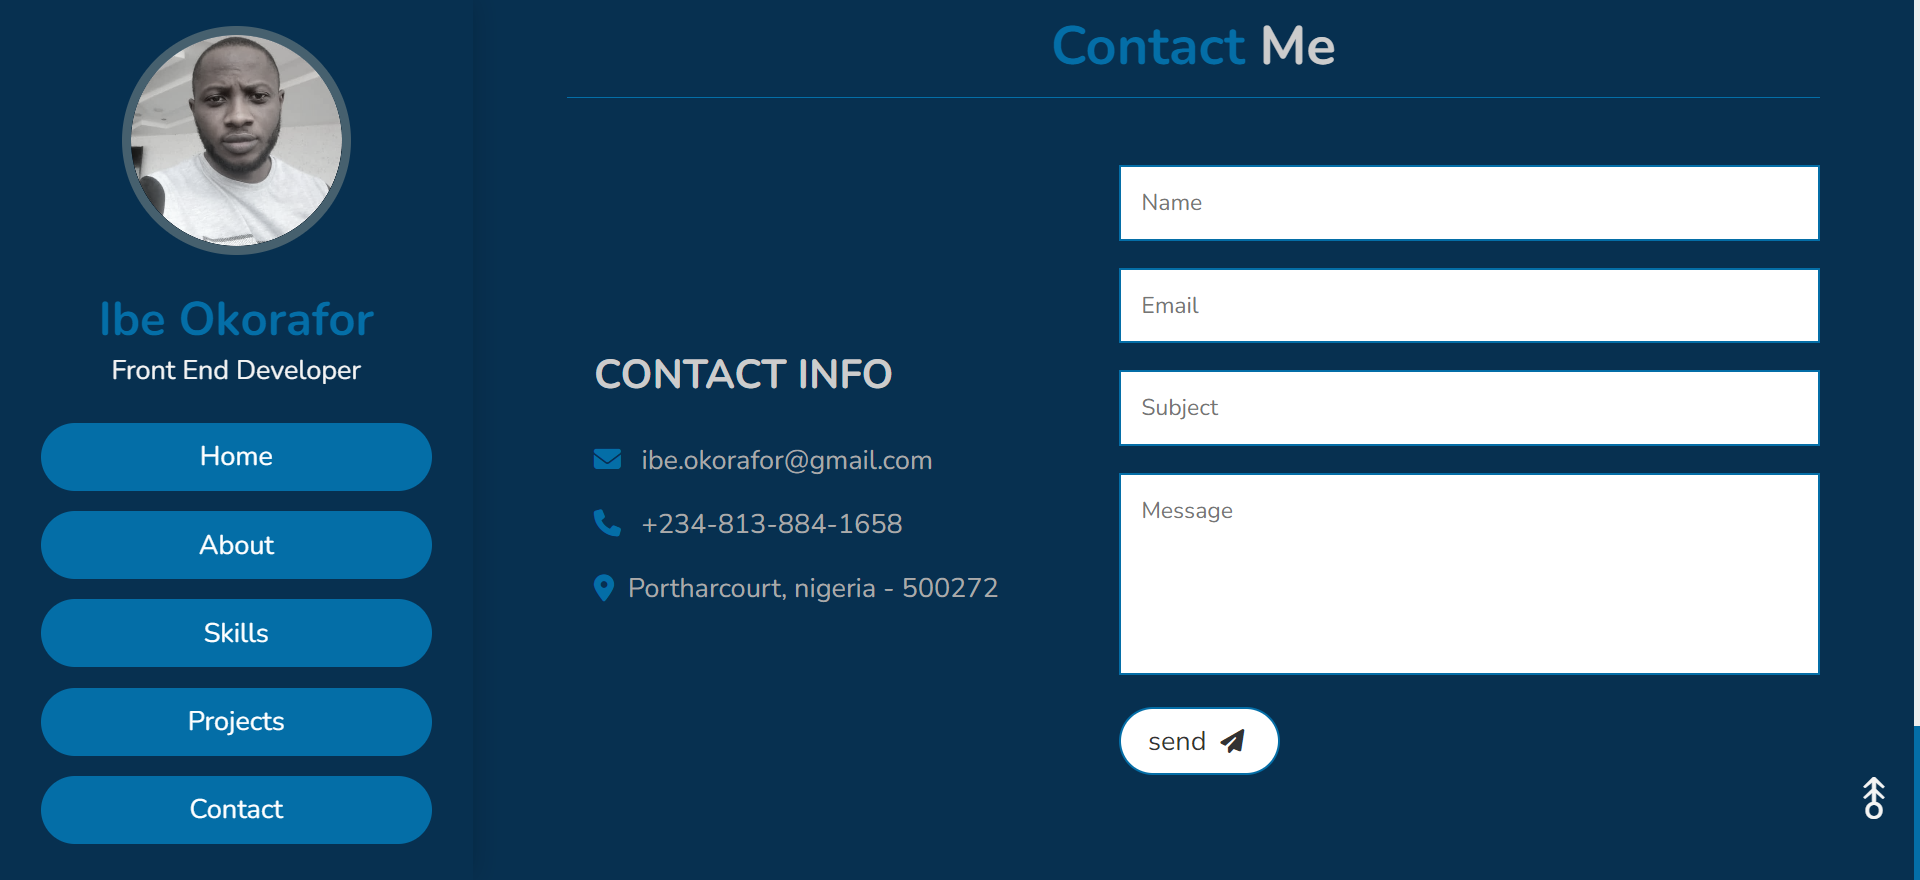 Ibe Okorafor
Front End Developer
Home
About
Skills
Projects
Contact
Contact Me
CONTACT INFO
ibe.okorafor@gmail.com
+234-813-884-1658
Portharcourt, nigeria - 500272
Name
Email
Subject
Message
send